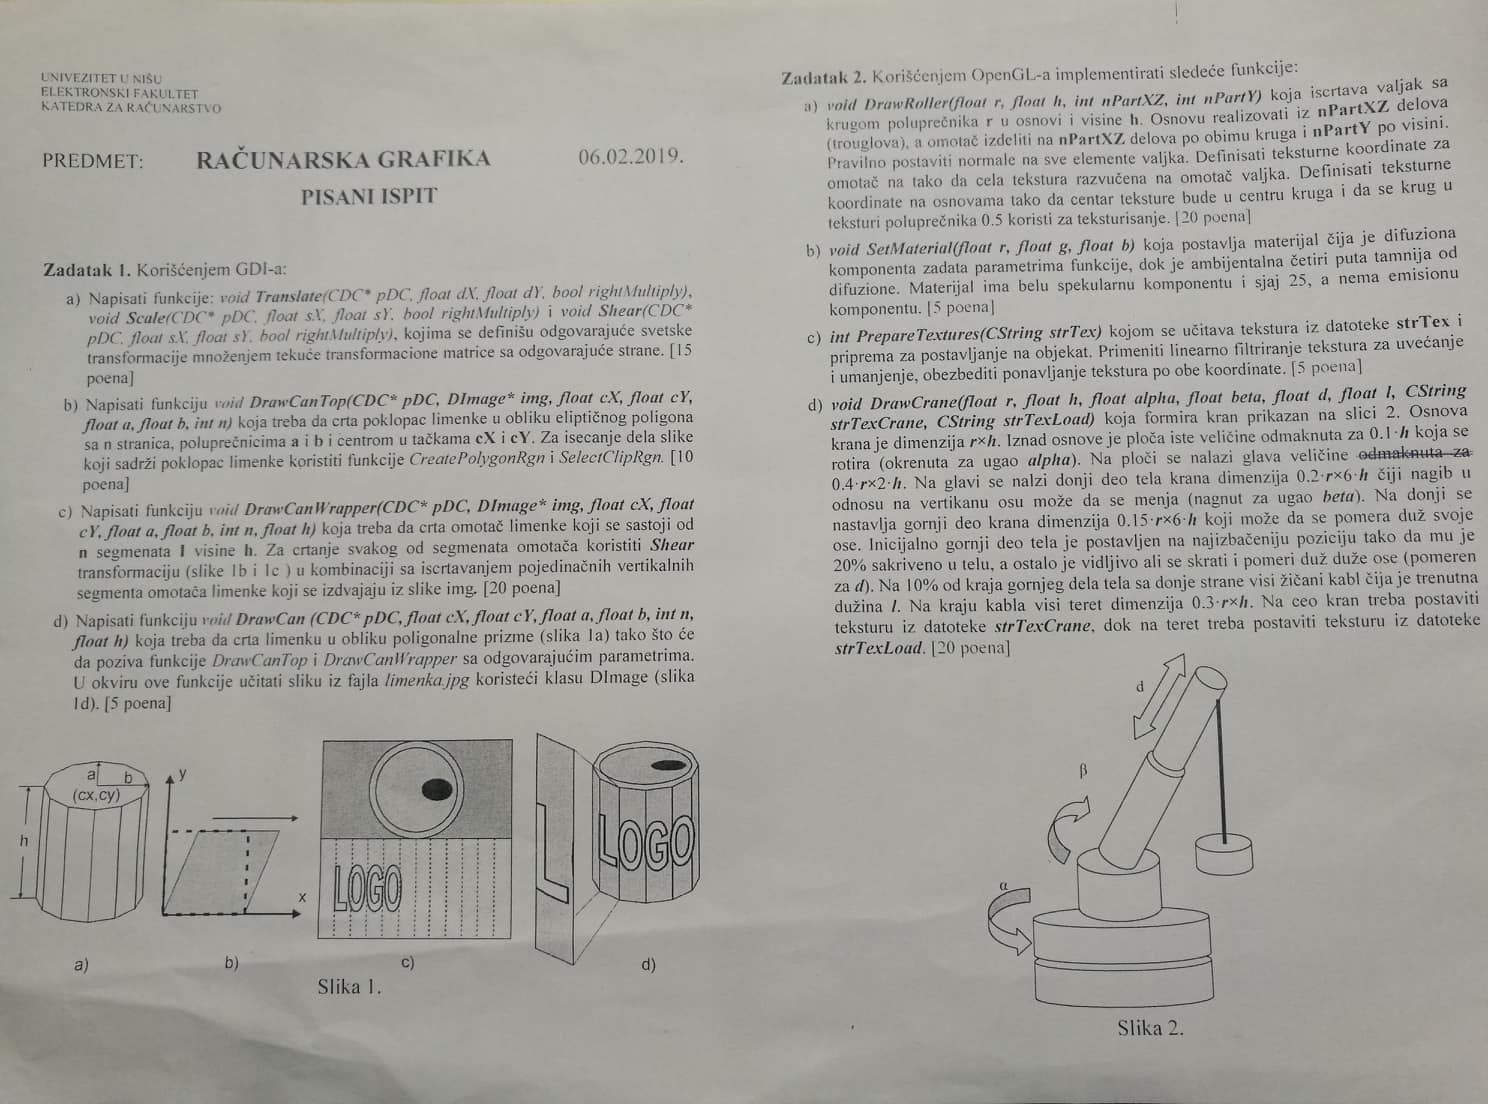 UNIVEZITET U NIŠU
ELEKTRONSKI FAKULTET
KATEDRA ZA RAČUNARSTVO
PREDMET: RAČUNARSKA GRAFIKA 06.02.2019.
PISANI ISPIT
Zadatak 1. Korišćenjem GDI-a:
a) Napisati funkcije: void Translate(CDC* pDC, float dX, float dY, bool rightMultiply),
void Scale(CDC* pDC, float sX, float sY, bool rightMultiply) i void Shear(CDC*
pDC, float sX, float sY, bool rightMultiply), kojima se definišu odgovarajuće svetske
transformacije množenjem tekuće transformacione matrice sa odgovarajuće strane. [15
poena]
b) Napisati funkciju void DrawCanTop(CDC* pDC, DImage* img, float cX, float cY,
float a, float b, int n) koja treba da crta poklopac limenke u obliku eliptičnog poligona
sa n stranica, poluprečnicima a i b i centrom u tačkama cX i cY. Za isecanje dela slike
koji sadrži poklopac limenke koristiti funkcije CreatePolygonRgn i SelectClipRgn. [10
poena]
c) Napisati funkciju void DrawCanWrapper(CDC* pDC, DImage* img, float cX, float
cY, float a, float b, int n, float h) koja treba da crta omotač limenke koji se sastoji od
n segmenata I visine h. Za crtanje svakog od segmenata omotača koristiti Shear
transformaciju (slike 1b i 1c ) u kombinaciji sa iscrtavanjem pojedinačnih vertikalnih
segmenta omotača limenke koji se izdvajaju iz slike img. [20 poena]
d) Napisati funkciju void DrawCan (CDC* pDC, float cX, float cY, float a, float b, int n,
float h) koja treba da crta limenku u obliku poligonalne prizme (slika 1a) tako što će
da poziva funkcije DrawCanTop i DrawCanWrapper sa odgovarajućim parametrima.
U okviru ove funkcije učitati sliku iz fajla limenka.jpg koristeći klasu DImage (slika
1d). [5 poena]
a b
(cx,cy)
h
y
x
LOGO
L
LOGO
a) b) c) d)
Slika 1.
Zadatak 2. Korišćenjem OpenGL-a implementirati sledeće funkcije:
a) void DrawRoller(float r, float h, int nPartXZ, int nPartY) koja iscrtava valjak sa
krugom poluprečnika r u osnovi i visine h. Osnovu realizovati iz nPartXZ delova
(trouglova), a omotač izdeliti na nPartXZ delova po obimu kruga i nPartY po visini.
Pravilno postaviti normale na sve elemente valjka. Definisati teksturne koordinate za
omotač na tako da cela tekstura razvučena na omotač valjka. Definisati teksturne
koordinate na osnovama tako da centar teksture bude u centru kruga i da se krug u
teksturi poluprečnika 0.5 koristi za teksturisanje. [20 poena]
b) void SetMaterial(float r, float g, float b) koja postavlja materijal čija je difuziona
komponenta zadata parametrima funkcije, dok je ambijentalna četiri puta tamnija od
difuzione. Materijal ima belu spekularnu komponentu i sjaj 25, a nema emisionu
komponentu. [5 poena]
c) int PrepareTextures(CString strTex) kojom se učitava tekstura iz datoteke strTex i
priprema za postavljanje na objekat. Primeniti linearno filtriranje tekstura za uvećanje
i umanjenje, obezbediti ponavljanje tekstura po obe koordinate. [5 poena]
d) void DrawCrane(float r, float h, float alpha, float beta, float d, float l, CString
strTexCrane, CString strTexLoad) koja formira kran prikazan na slici 2. Osnova
krana je dimenzija r×h. Iznad osnove je ploča iste veličine odmaknuta za 0.1·h koja se
rotira (okrenuta za ugao alpha). Na ploči se nalazi glava veličine odmaknuta za
0.4·r×2·h. Na glavi se nalzi donji deo tela krana dimenzija 0.2·r×6·h čiji nagib u
odnosu na vertikanu osu može da se menja (nagnut za ugao beta). Na donji se
nastavlja gornji deo krana dimenzija 0.15·r×6·h koji može da se pomera duž svoje
ose. Inicijalno gornji deo tela je postavljen na najizbačeniju poziciju tako da mu je
20% sakriveno u telu, a ostalo je vidljivo ali se skrati i pomeri duž duže ose (pomeren
za d). Na 10% od kraja gornjeg dela tela sa donje strane visi žičani kabl čija je trenutna
dužina l. Na kraju kabla visi teret dimenzija 0.3·r×h. Na ceo kran treba postaviti
teksturu iz datoteke strTexCrane, dok na teret treba postaviti teksturu iz datoteke
strTexLoad. [20 poena]
d
β
α
Slika 2.